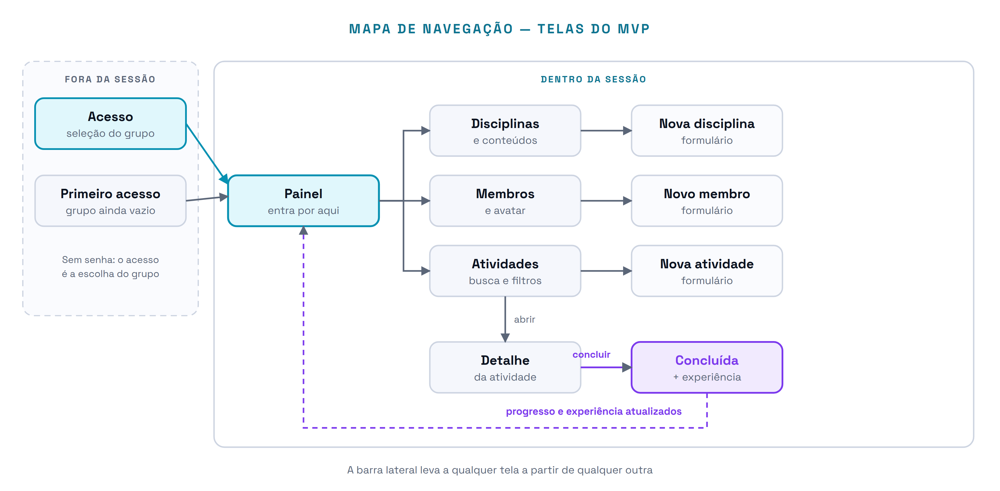 MAPA DE NAVEGAÇÃO — TELAS DO MVP
FORA DA SESSÃO
Acesso
seleção do grupo
Primeiro acesso
grupo ainda vazio
Sem senha: o acesso
é a escolha do grupo
DENTRO DA SESSÃO
Painel
entra por aqui
Disciplinas
e conteúdos
Nova disciplina
formulário
Membros
e avatar
Novo membro
formulário
Atividades
busca e filtros
Nova atividade
formulário
abrir
Detalhe
da atividade
concluir
Concluída
+ experiência
progresso e experiência atualizados
A barra lateral leva a qualquer tela a partir de qualquer outra